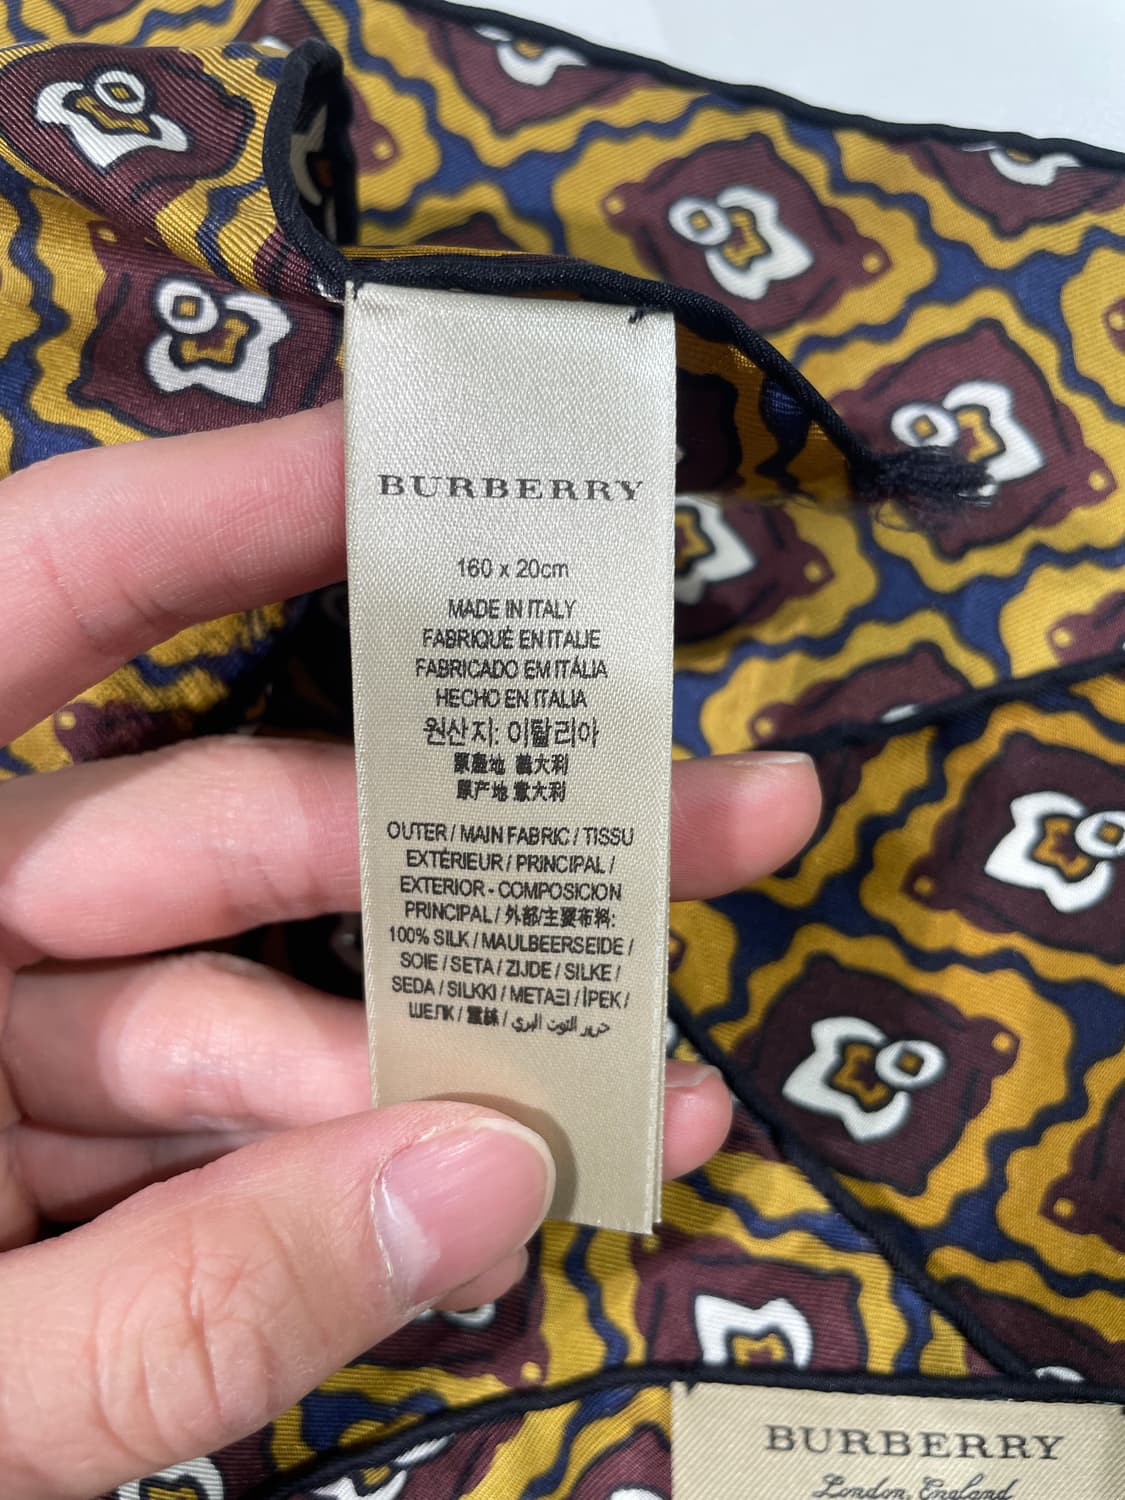 BURBERRY
160 x 20cm
MADE IN ITALY
FABRIQUÉ EN ITALIE
FABRICADO EM ITÁLIA
HECHO EN ITALIA
원산지: 이탈리아
原產地 義大利
原产地 意大利
OUTER / MAIN FABRIC / TISSU
EXTÉRIEUR / PRINCIPAL /
EXTERIOR - COMPOSICION
PRINCIPAL / 外部/主要布料:
100% SILK / MAULBEERSEIDE /
SOIE / SETA / ZIJDE / SILKE /
SEDA / SILKKI / ΜΕΤΑΞΙ / İPEK /
ШЕЛК / 蠶絲 / حرير التوت البري
BURBERRY
London, England